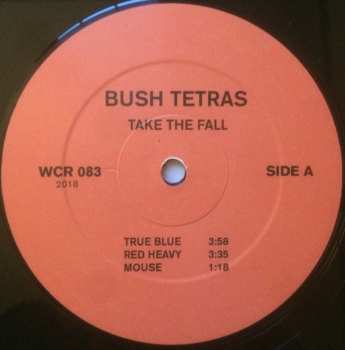 BUSH TETRAS
TAKE THE FALL
WCR 083 SIDE A
2018
TRUE BLUE 3:58
RED HEAVY 3:35
MOUSE 1:18